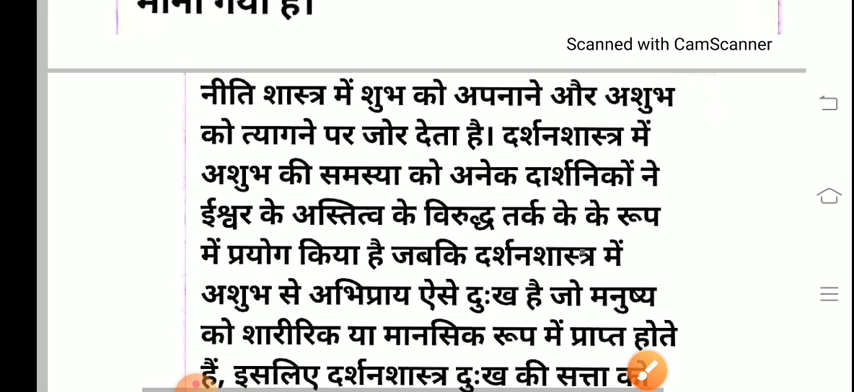 माना गया है।
Scanned with CamScanner
नीति शास्त्र में शुभ को अपनाने और अशुभ
को त्यागने पर जोर देता है। दर्शनशास्त्र में
अशुभ की समस्या को अनेक दार्शनिकों ने
ईश्वर के अस्तित्व के विरुद्ध तर्क के के रूप
में प्रयोग किया है जबकि दर्शनशास्त्र में
अशुभ से अभिप्राय ऐसे दुःख है जो मनुष्य
को शारीरिक या मानसिक रूप में प्राप्त होते
हैं, इसलिए दर्शनशास्त्र दुःख की सत्ता को